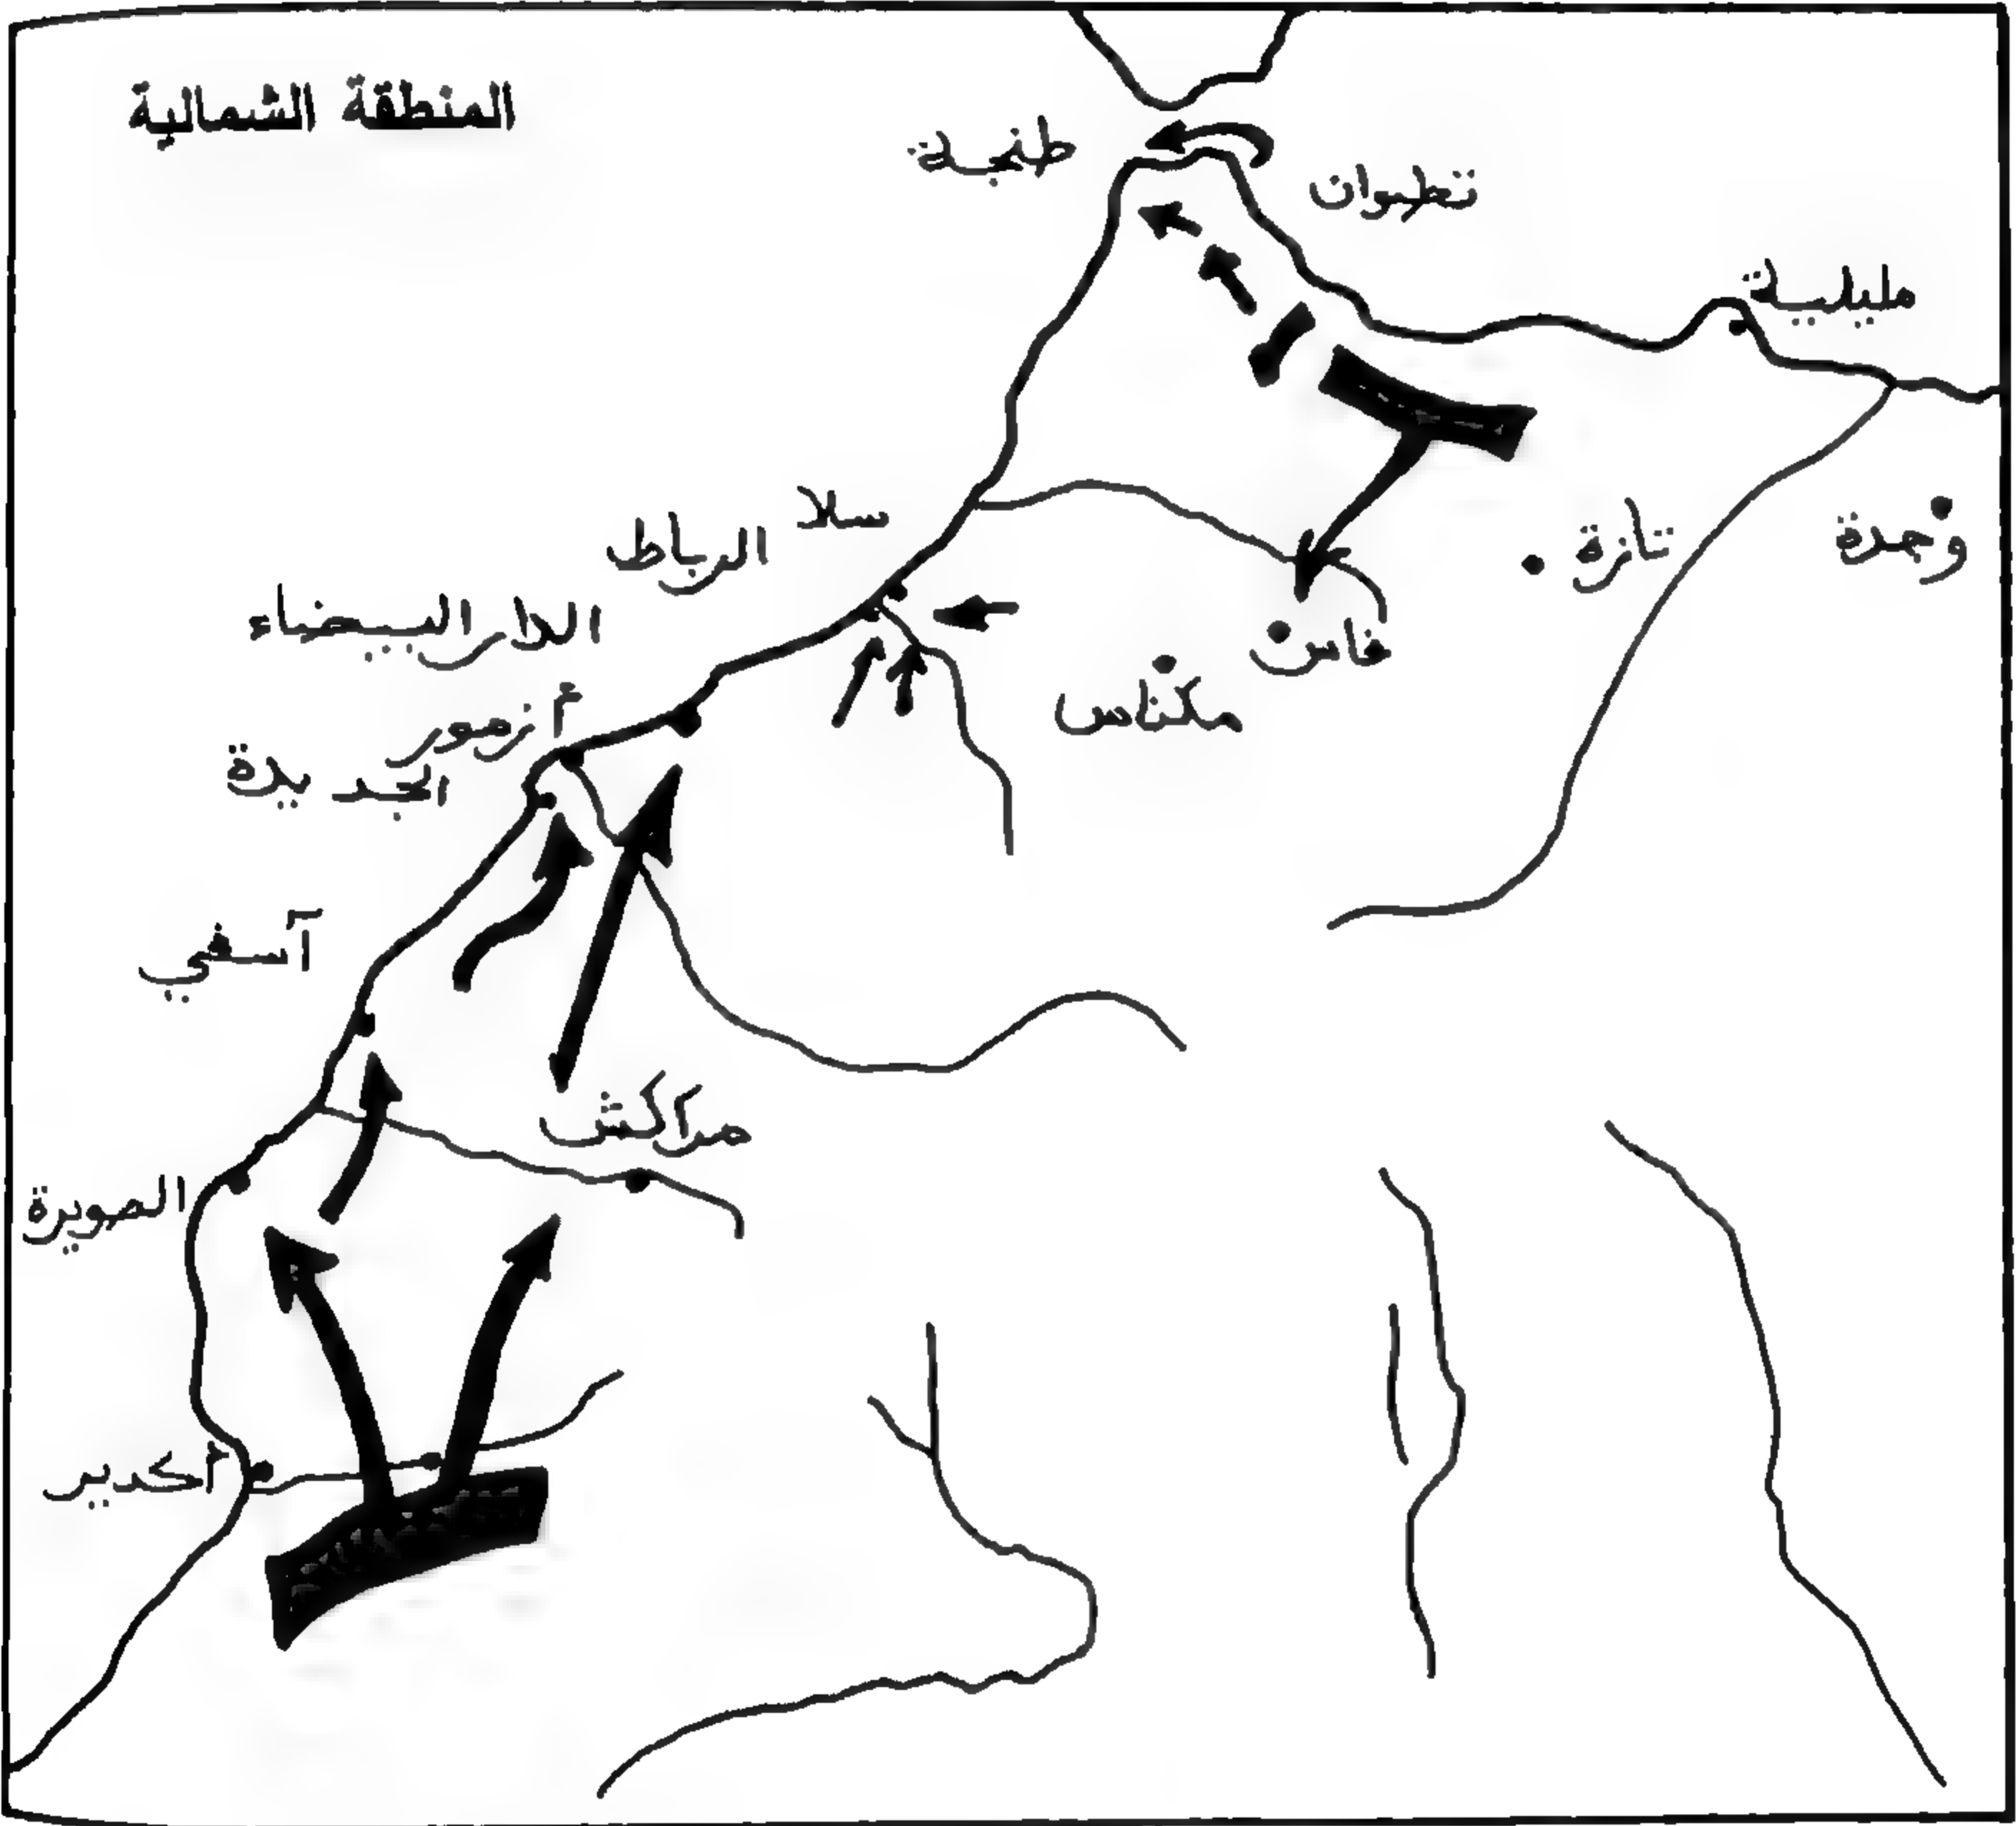 المنطقة الشمالية
طنجة
تطوان
مليلية
سلا
الرباط
وجدة
تازة
الدار البيضاء
فاس
مكناس
أزمور
الجديدة
آسفي
مراكش
الصويرة
أكدير